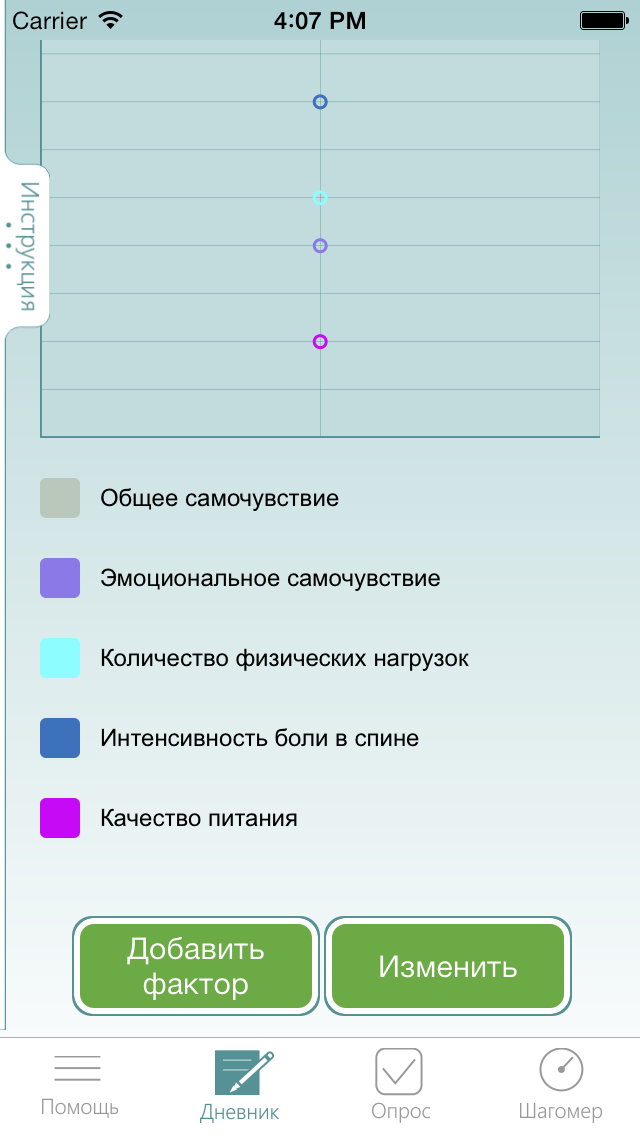 Carrier 4:07 PM
Инструкция
Общее самочувствие
Эмоциональное самочувствие
Количество физических нагрузок
Интенсивность боли в спине
Качество питания
Добавить
фактор
Изменить
Помощь Дневник Опрос Шагомер